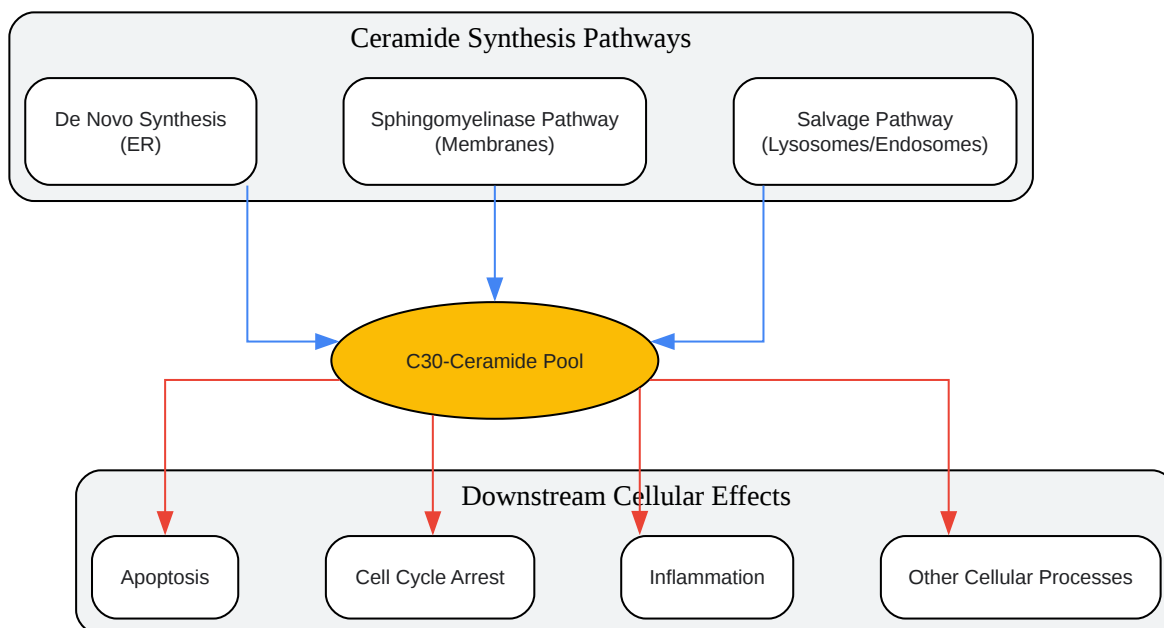 Ceramide Synthesis Pathways
De Novo Synthesis
(ER)
Sphingomyelinase Pathway
(Membranes)
Salvage Pathway
(Lysosomes/Endosomes)
C30-Ceramide Pool
Downstream Cellular Effects
Apoptosis
Cell Cycle Arrest
Inflammation
Other Cellular Processes